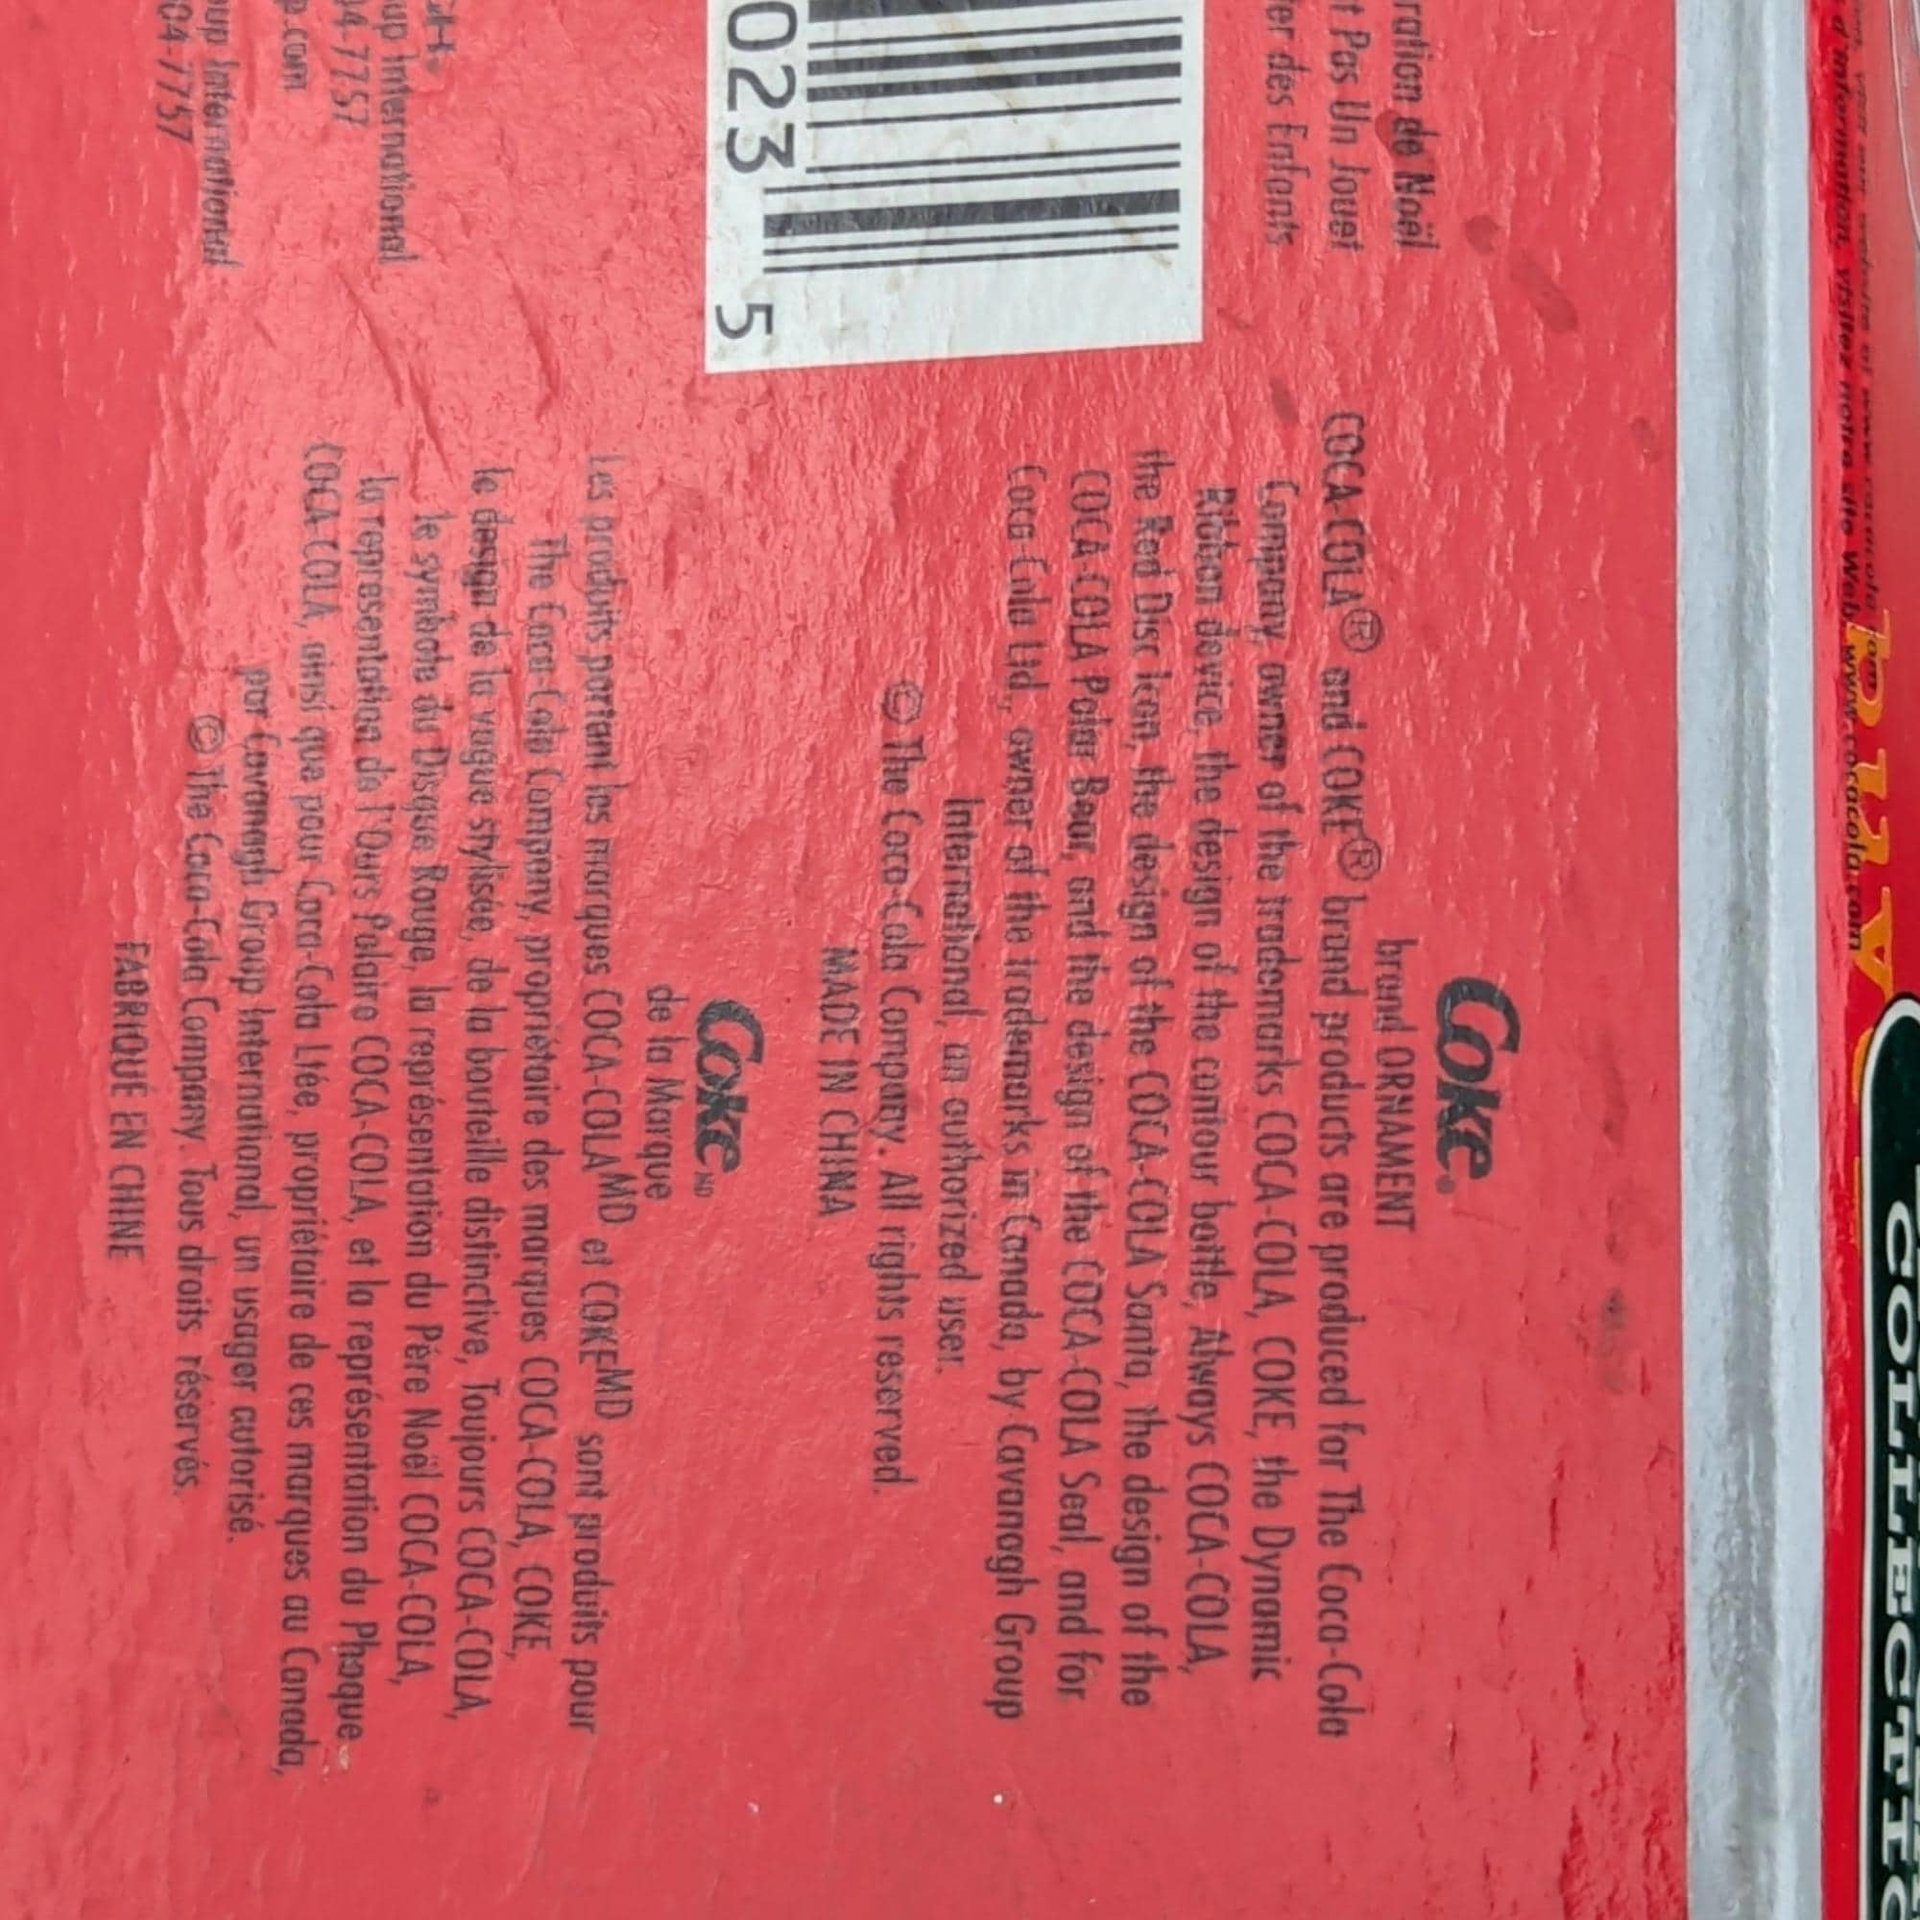 COLLECTIO
www.cocacola.com
d'information, visitez notre site Web
ration de Noël
t Pas Un Jouet
er des Enfants
023 5
up International
04-7757
p.com
oup International
04-7757
Coke®
brand ORNAMENT
COCA-COLA® and COKE® brand products are produced for The Coca-Cola
Company, owner of the trademarks COCA-COLA, COKE, the Dynamic
Ribbon device, the design of the contour bottle, Always COCA-COLA,
the Red Disc Icon, the design of the COCA-COLA Santa, the design of the
COCA-COLA Polar Bear, and the design of the COCA-COLA Seal, and for
Coca-Cola Ltd., owner of the trademarks in Canada, by Cavanagh Group
International, an authorized user.
© The Coca-Cola Company. All rights reserved.
MADE IN CHINA
Coke MD
de la Marque
Les produits portant les marques COCA-COLA MD et COKE MD sont produits pour
The Coca-Cola Company, propriétaire des marques COCA-COLA, COKE,
le design de la vague stylisée, de la bouteille distinctive, Toujours COCA-COLA,
le symbole du Disque Rouge, la représentation du Père Noël COCA-COLA,
la representation de l'Ours Polaire COCA-COLA, et la représentation du Phoque
COCA-COLA, ainsi que pour Coca-Cola Ltée, propriétaire de ces marques au Canada,
par Cavanagh Group International, un usager autorisé.
© The Coca-Cola Company. Tous droits réservés.
FABRIQUÉ EN CHINE